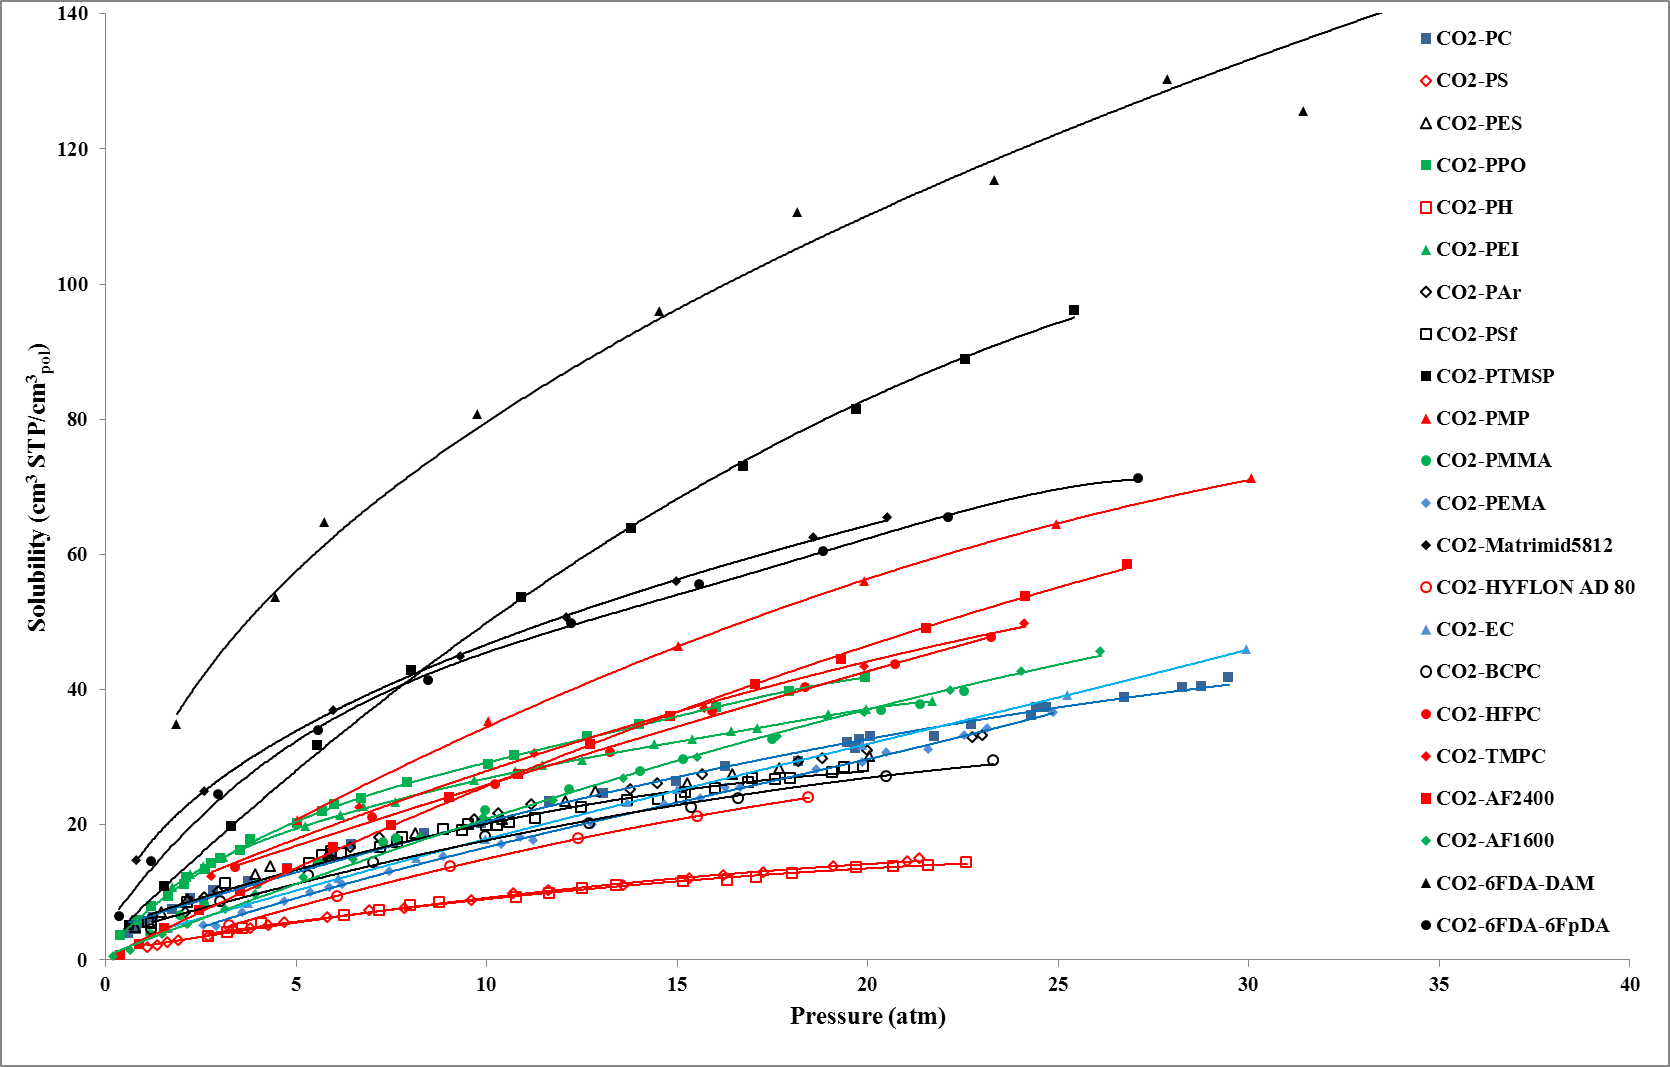 140
120
100
80
60
40
20
0
Solubility (cm³ STP/cm³pol)
0 5 10 15 20 25 30 35 40
Pressure (atm)
CO2-PC
CO2-PS
CO2-PES
CO2-PPO
CO2-PH
CO2-PEI
CO2-PAr
CO2-PSf
CO2-PTMSP
CO2-PMP
CO2-PMMA
CO2-PEMA
CO2-Matrimid5812
CO2-HYFLON AD 80
CO2-EC
CO2-BCPC
CO2-HFPC
CO2-TMPC
CO2-AF2400
CO2-AF1600
CO2-6FDA-DAM
CO2-6FDA-6FpDA